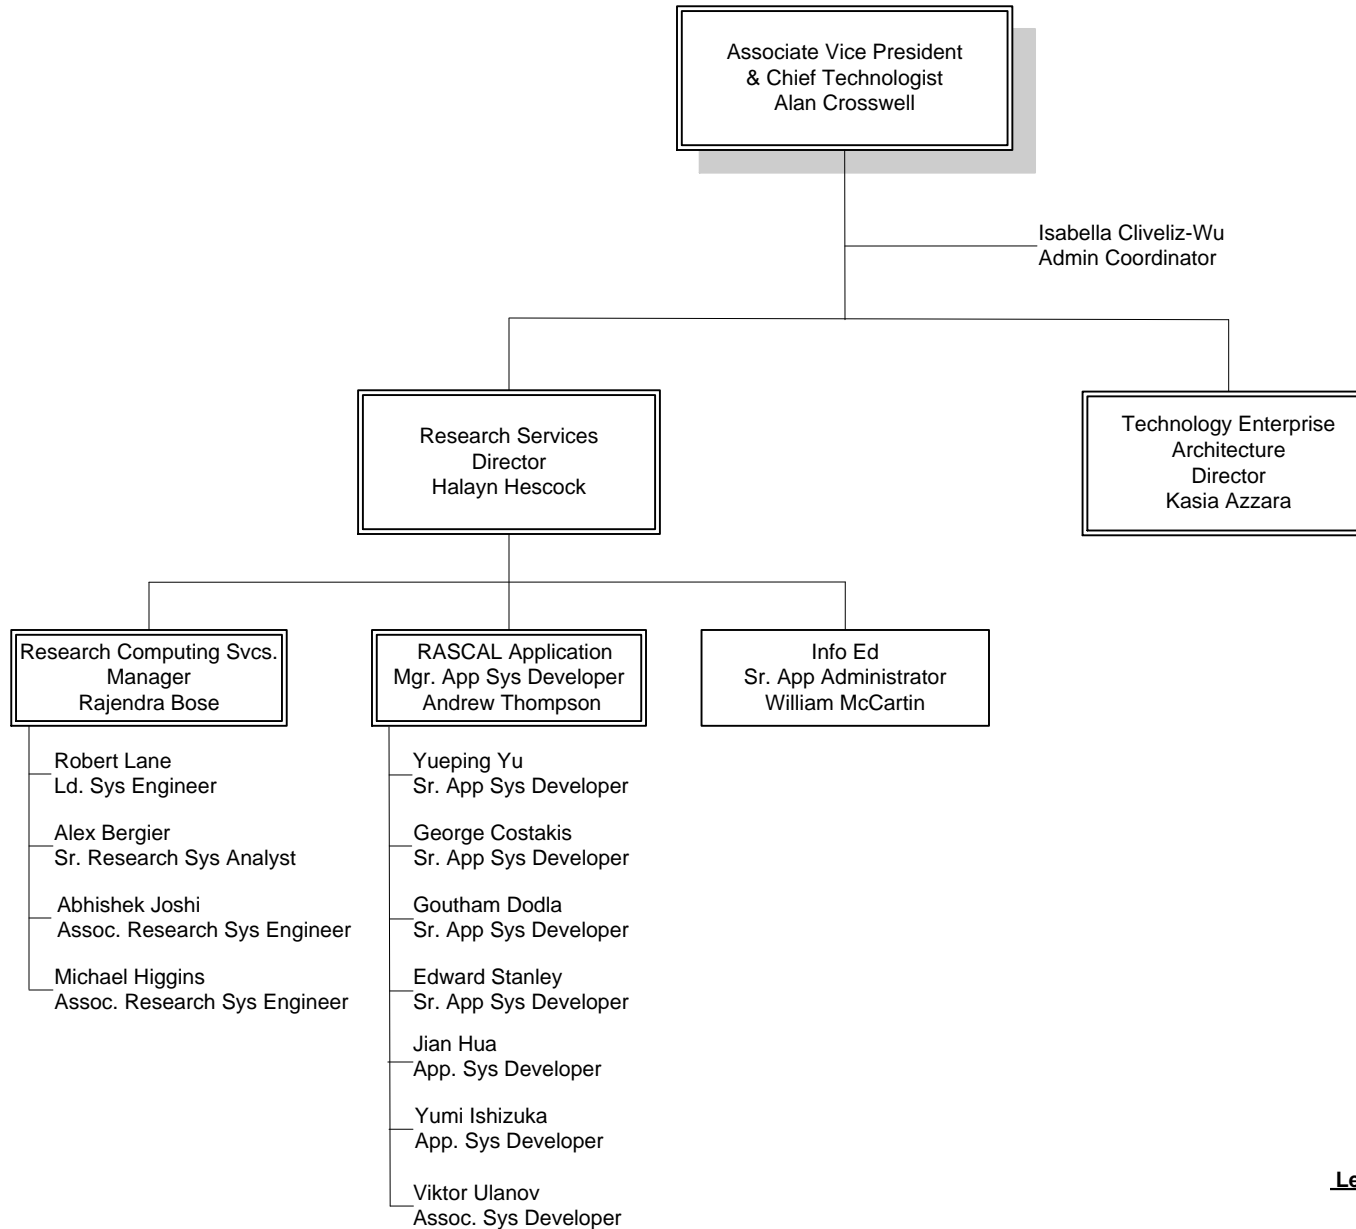 Associate Vice President
& Chief Technologist
Alan Crosswell
Isabella Cliveliz-Wu
Admin Coordinator
Research Services
Director
Halayn Hescock
Technology Enterprise
Architecture
Director
Kasia Azzara
Research Computing Svcs.
Manager
Rajendra Bose
RASCAL Application
Mgr. App Sys Developer
Andrew Thompson
Info Ed
Sr. App Administrator
William McCartin
Robert Lane
Ld. Sys Engineer
Alex Bergier
Sr. Research Sys Analyst
Abhishek Joshi
Assoc. Research Sys Engineer
Michael Higgins
Assoc. Research Sys Engineer
Yueping Yu
Sr. App Sys Developer
George Costakis
Sr. App Sys Developer
Goutham Dodla
Sr. App Sys Developer
Edward Stanley
Sr. App Sys Developer
Jian Hua
App. Sys Developer
Yumi Ishizuka
App. Sys Developer
Viktor Ulanov
Assoc. Sys Developer